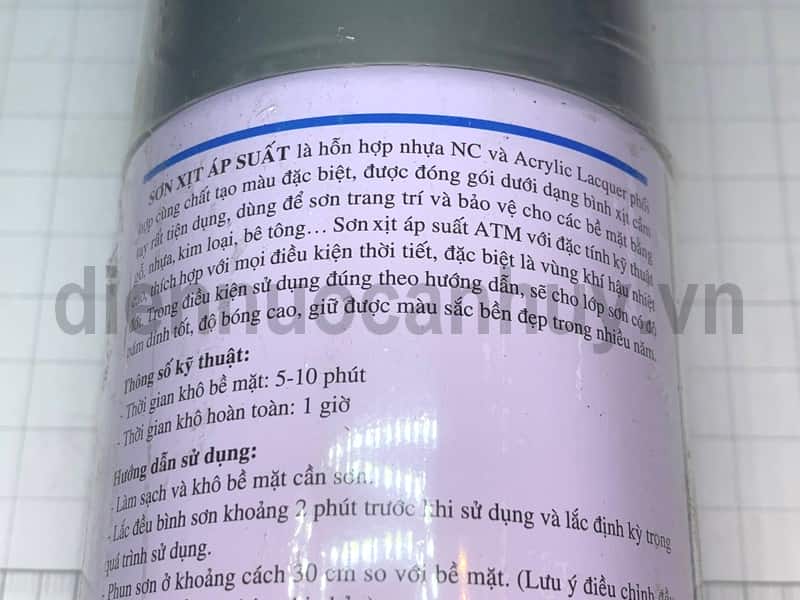 SƠN XỊT ÁP SUẤT là hỗn hợp nhựa NC và Acrylic Lacquer phối
hợp cùng chất tạo màu đặc biệt, được đóng gói dưới dạng bình xịt cầm
tay rất tiện dụng, dùng để sơn trang trí và bảo vệ cho các bề mặt bằng
gỗ, nhựa, kim loại, bê tông… Sơn xịt áp suất ATM với đặc tính kỹ thuật
cao, thích hợp với mọi điều kiện thời tiết, đặc biệt là vùng khí hậu nhiệt
đới. Trong điều kiện sử dụng đúng theo hướng dẫn, sẽ cho lớp sơn có độ
bám dính tốt, độ bóng cao, giữ được màu sắc bền đẹp trong nhiều năm.
diennuocanhuy.vn
Thông số kỹ thuật:
- Thời gian khô bề mặt: 5-10 phút
- Thời gian khô hoàn toàn: 1 giờ
Hướng dẫn sử dụng:
- Làm sạch và khô bề mặt cần sơn.
- Lắc đều bình sơn khoảng 2 phút trước khi sử dụng và lắc định kỳ trong
quá trình sử dụng.
- Phun sơn ở khoảng cách 30 cm so với bề mặt. (Lưu ý điều chỉnh